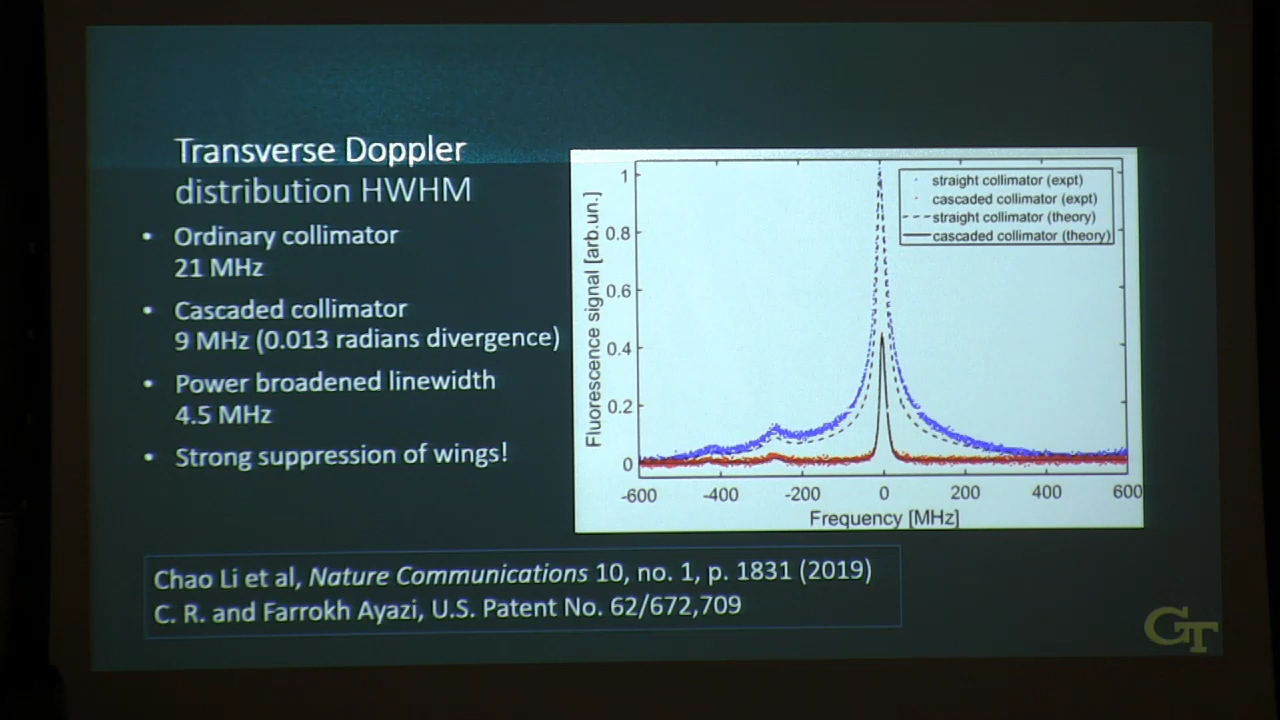 Transverse Doppler
distribution HWHM
• Ordinary collimator
21 MHz
• Cascaded collimator
9 MHz (0.013 radians divergence)
• Power broadened linewidth
4.5 MHz
• Strong suppression of wings!
Fluorescence signal [arb.un.]
1
0.8
0.6
0.4
0.2
0
-600 -400 -200 0 200 400 600
Frequency [MHz]
straight collimator (expt)
cascaded collimator (expt)
straight collimator (theory)
cascaded collimator (theory)
Chao Li et al, Nature Communications 10, no. 1, p. 1831 (2019)
C. R. and Farrokh Ayazi, U.S. Patent No. 62/672,709
GT